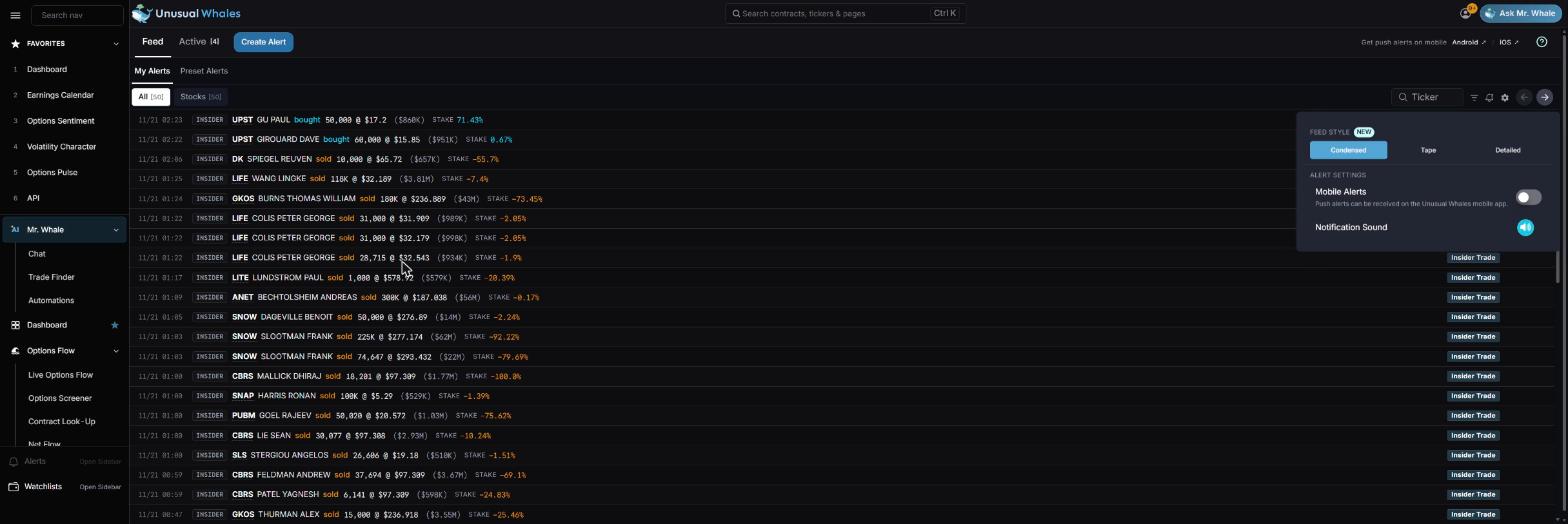 Search nav
Unusual Whales
Search contracts, tickers & pages
Ctrl K
9+
Ask Mr. Whale
FAVORITES
1 Dashboard
2 Earnings Calendar
3 Options Sentiment
4 Volatility Character
5 Options Pulse
6 API
AI Mr. Whale
Chat
Trade Finder
Automations
Dashboard
Options Flow
Live Options Flow
Options Screener
Contract Look-Up
Net Flow
Alerts Open Sidebar
Watchlists Open Sidebar
Feed Active [4] Create Alert
Get push alerts on mobile Android ↗ / iOS ↗
My Alerts Preset Alerts
All [50] Stocks [50]
Ticker
11/21 02:23 INSIDER UPST GU PAUL bought 50,000 @ $17.2 ($860K) STAKE 71.43%
11/21 02:22 INSIDER UPST GIROUARD DAVE bought 60,000 @ $15.85 ($951K) STAKE 0.67%
11/21 02:06 INSIDER DK SPIEGEL REUVEN sold 10,000 @ $65.72 ($657K) STAKE -55.7%
11/21 01:25 INSIDER LIFE WANG LINGKE sold 118K @ $32.189 ($3.81M) STAKE -7.4%
11/21 01:24 INSIDER GKOS BURNS THOMAS WILLIAM sold 180K @ $236.889 ($43M) STAKE -73.45%
11/21 01:22 INSIDER LIFE COLIS PETER GEORGE sold 31,000 @ $31.909 ($989K) STAKE -2.05%
11/21 01:22 INSIDER LIFE COLIS PETER GEORGE sold 31,000 @ $32.179 ($998K) STAKE -2.05%
11/21 01:22 INSIDER LIFE COLIS PETER GEORGE sold 28,715 @ $32.543 ($934K) STAKE -1.9% Insider Trade
11/21 01:17 INSIDER LITE LUNDSTROM PAUL sold 1,000 @ $578.92 ($579K) STAKE -20.39% Insider Trade
11/21 01:09 INSIDER ANET BECHTOLSHEIM ANDREAS sold 300K @ $187.038 ($56M) STAKE -0.17% Insider Trade
11/21 01:05 INSIDER SNOW DAGEVILLE BENOIT sold 50,000 @ $276.89 ($14M) STAKE -2.24% Insider Trade
11/21 01:03 INSIDER SNOW SLOOTMAN FRANK sold 225K @ $277.174 ($62M) STAKE -92.22% Insider Trade
11/21 01:03 INSIDER SNOW SLOOTMAN FRANK sold 74,647 @ $293.432 ($22M) STAKE -79.69% Insider Trade
11/21 01:00 INSIDER CBRS MALLICK DHIRAJ sold 18,201 @ $97.309 ($1.77M) STAKE -100.0% Insider Trade
11/21 01:00 INSIDER SNAP HARRIS RONAN sold 100K @ $5.29 ($529K) STAKE -1.39% Insider Trade
11/21 01:00 INSIDER PUBM GOEL RAJEEV sold 50,020 @ $20.572 ($1.03M) STAKE -75.62% Insider Trade
11/21 01:00 INSIDER CBRS LIE SEAN sold 30,077 @ $97.308 ($2.93M) STAKE -10.24% Insider Trade
11/21 01:00 INSIDER SLS STERGIOU ANGELOS sold 26,606 @ $19.18 ($510K) STAKE -1.51% Insider Trade
11/21 00:59 INSIDER CBRS FELDMAN ANDREW sold 37,694 @ $97.309 ($3.67M) STAKE -69.1% Insider Trade
11/21 00:59 INSIDER CBRS PATEL YAGNESH sold 6,141 @ $97.309 ($598K) STAKE -24.83% Insider Trade
11/21 00:47 INSIDER GKOS THURMAN ALEX sold 15,000 @ $236.918 ($3.55M) STAKE -25.46% Insider Trade
FEED STYLE NEW
Condensed Tape Detailed
ALERT SETTINGS
Mobile Alerts
Push alerts can be received on the Unusual Whales mobile app.
Notification Sound